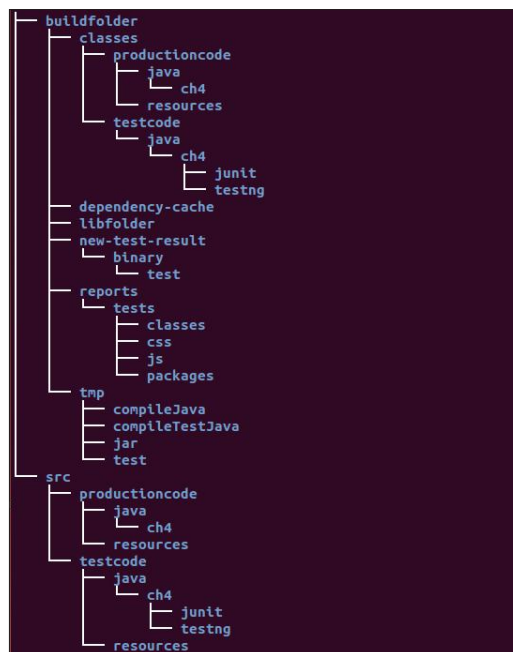 buildfolder
classes
productioncode
java
ch4
resources
testcode
java
ch4
junit
testng
dependency-cache
libfolder
new-test-result
binary
test
reports
tests
classes
css
js
packages
tmp
compileJava
compileTestJava
jar
test
src
productioncode
java
ch4
resources
testcode
java
ch4
junit
testng
resources